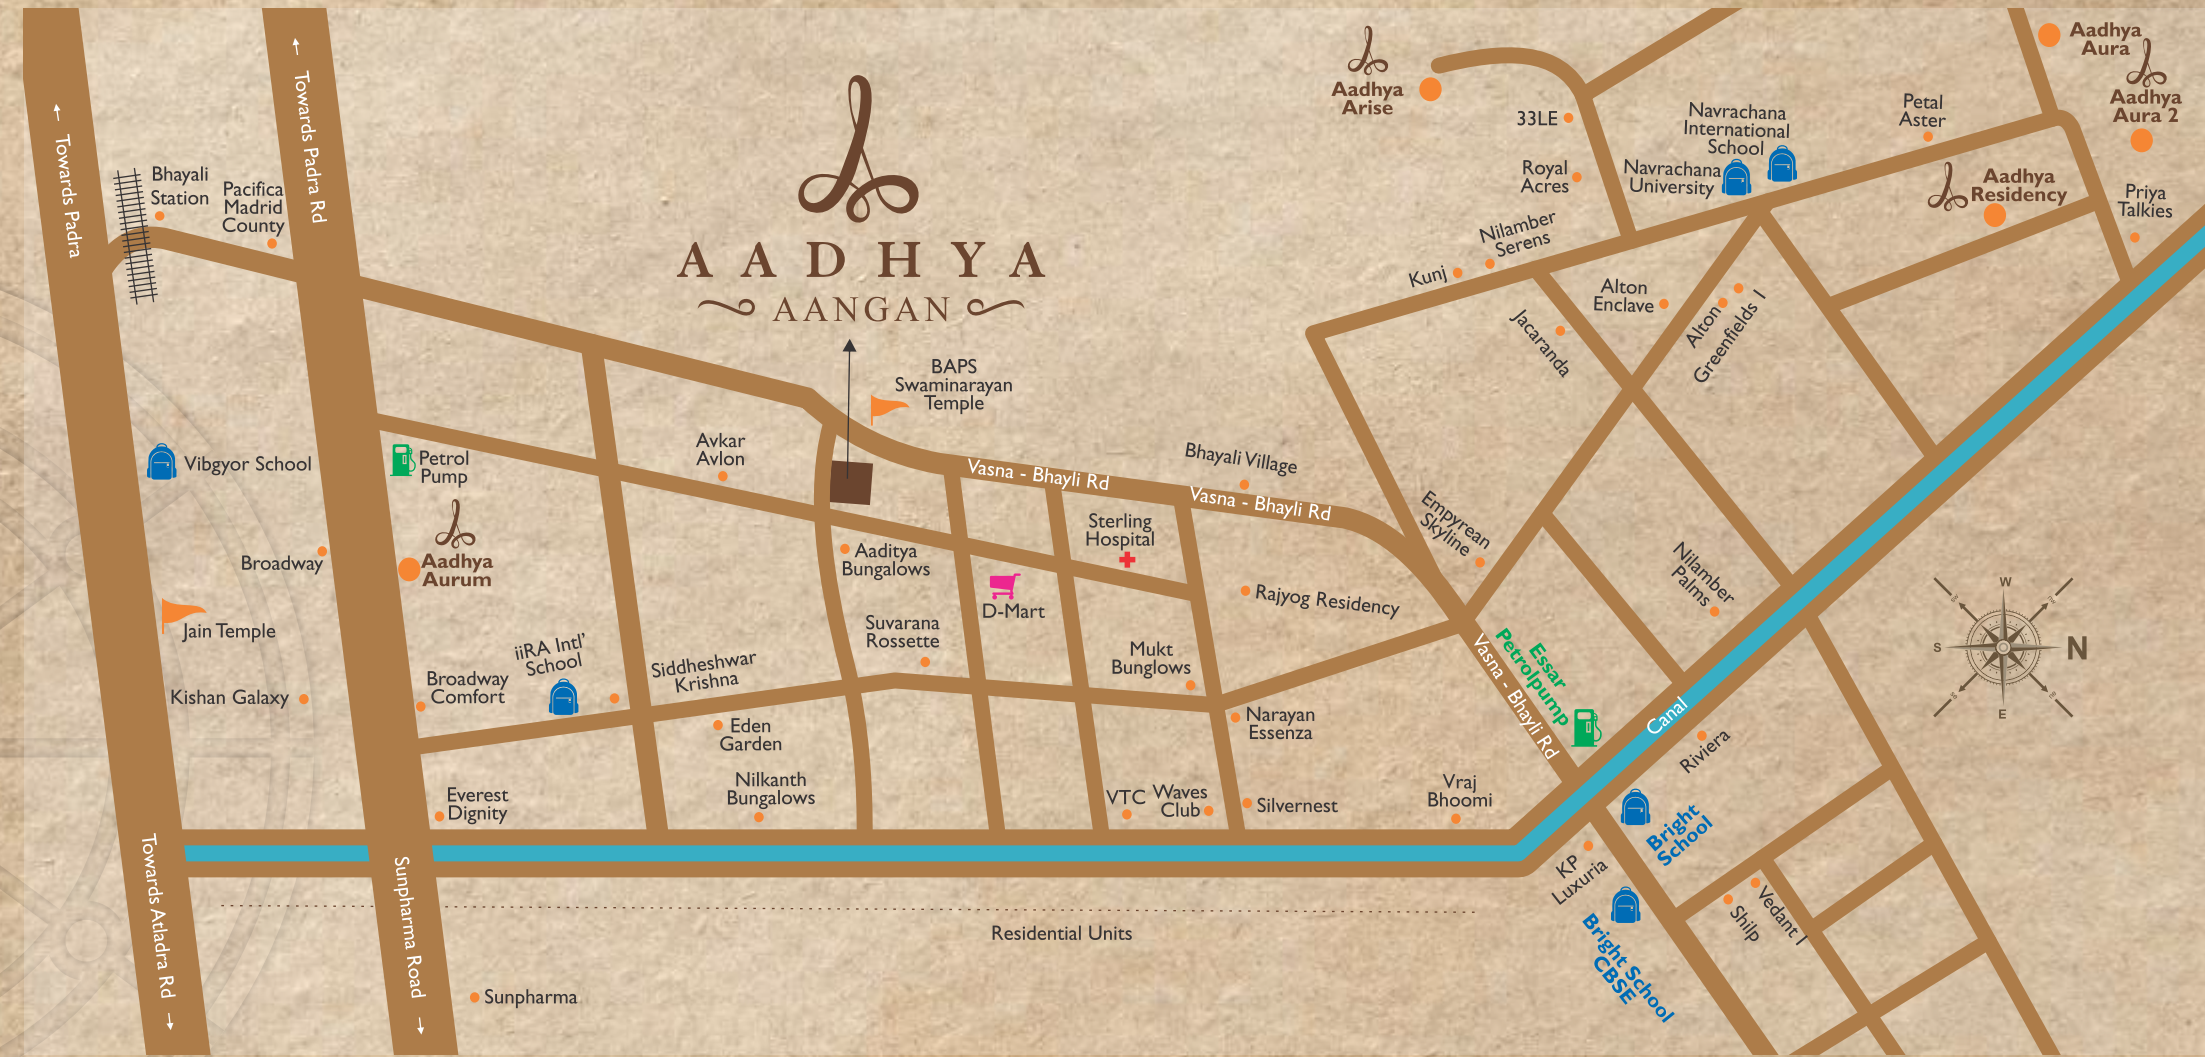 ← Towards Padra
← Towards Padra Rd
Bhayali
Station
Pacifica
Madrid
County
AADHYA
AANGAN
BAPS
Swaminarayan
Temple
Aadhya
Arise
33LE
Royal
Acres
Navrachana
International
School
Navrachana
University
Petal
Aster
Aadhya
Aura
Aadhya
Aura 2
Aadhya
Residency
Priya
Talkies
Nilamber
Serens
Kunj
Jacaranda
Alton
Enclave
Alton
Greenfields 1
Vibgyor School
Petrol
Pump
Avkar
Avlon
Vasna - Bhayli Rd
Bhayali Village
Vasna - Bhayli Rd
Empyrean
Skyline
Broadway
Aadhya
Aurum
Aaditya
Bungalows
Sterling
Hospital
D-Mart
Rajyog Residency
Nilamber
Palms
Jain Temple
iiRA Intl'
School
Siddheshwar
Krishna
Suvarana
Rossette
Mukt
Bunglows
Vasna - Bhayli Rd
Essar
Petrolpump
W
S
N
E
Kishan Galaxy
Broadway
Comfort
Eden
Garden
Narayan
Essenza
Canal
Riviera
Everest
Dignity
Nilkanth
Bungalows
VTC
Waves
Club
Silvernest
Vraj
Bhoomi
Bright
School
KP
Luxuria
Bright School
CBSE
Shilp
Vedant 1
Towards Atladra Rd →
Sunpharma Road →
Residential Units
Sunpharma